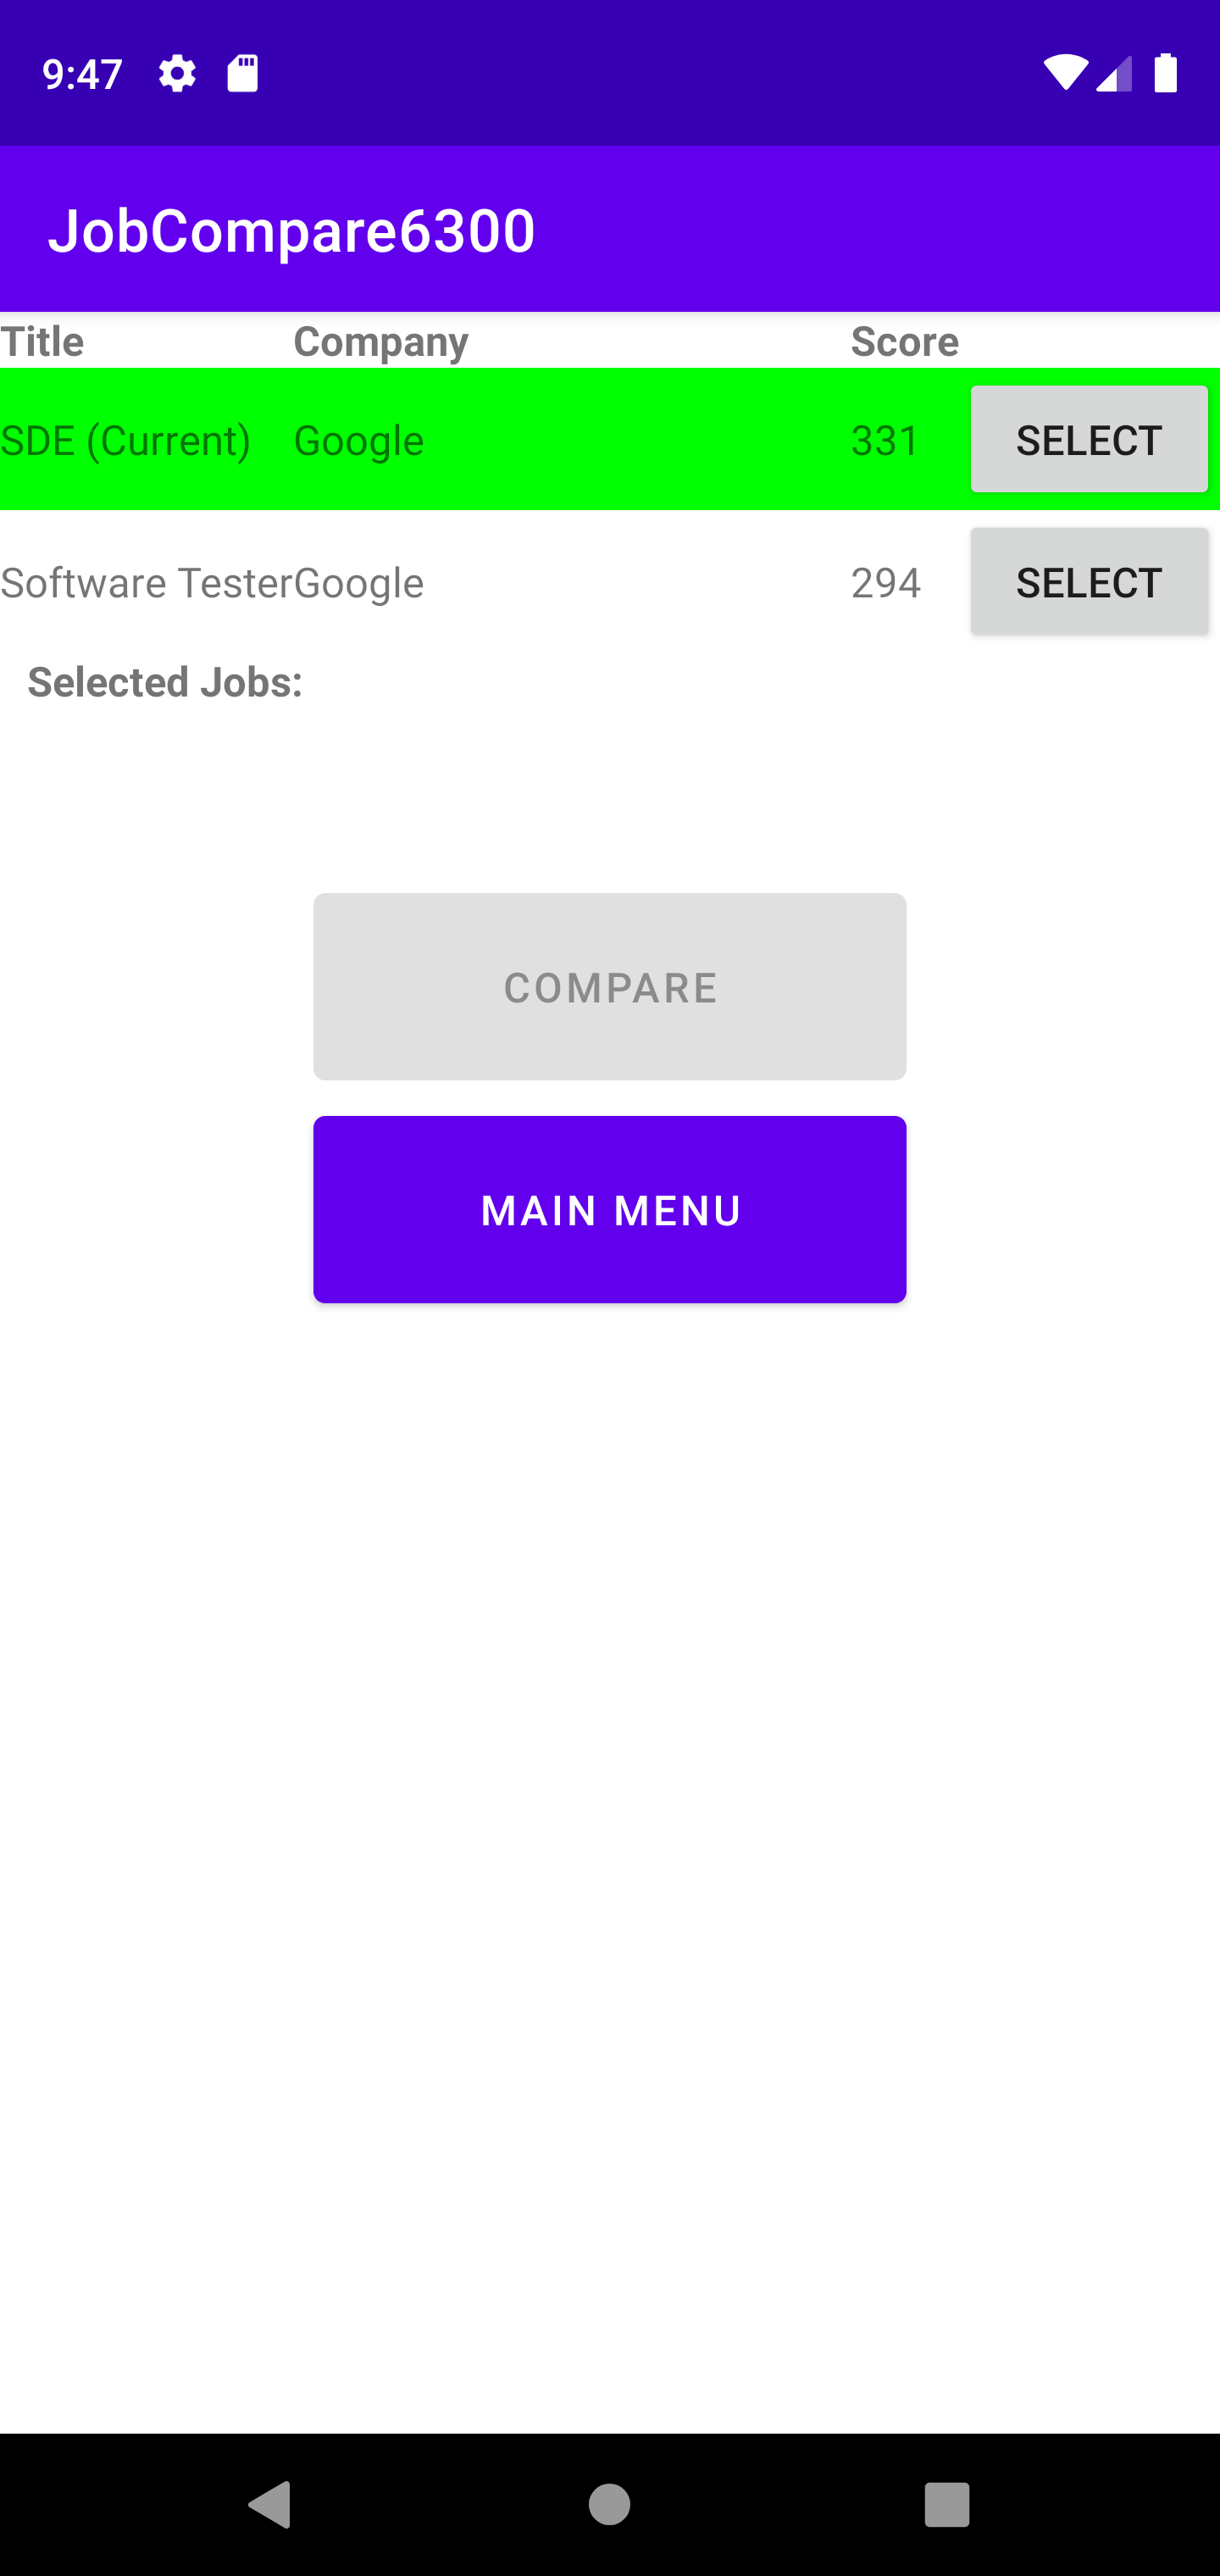 9:47
JobCompare6300
Title Company Score
SDE (Current) Google 331 SELECT
Software Tester Google 294 SELECT
Selected Jobs:
COMPARE
MAIN MENU